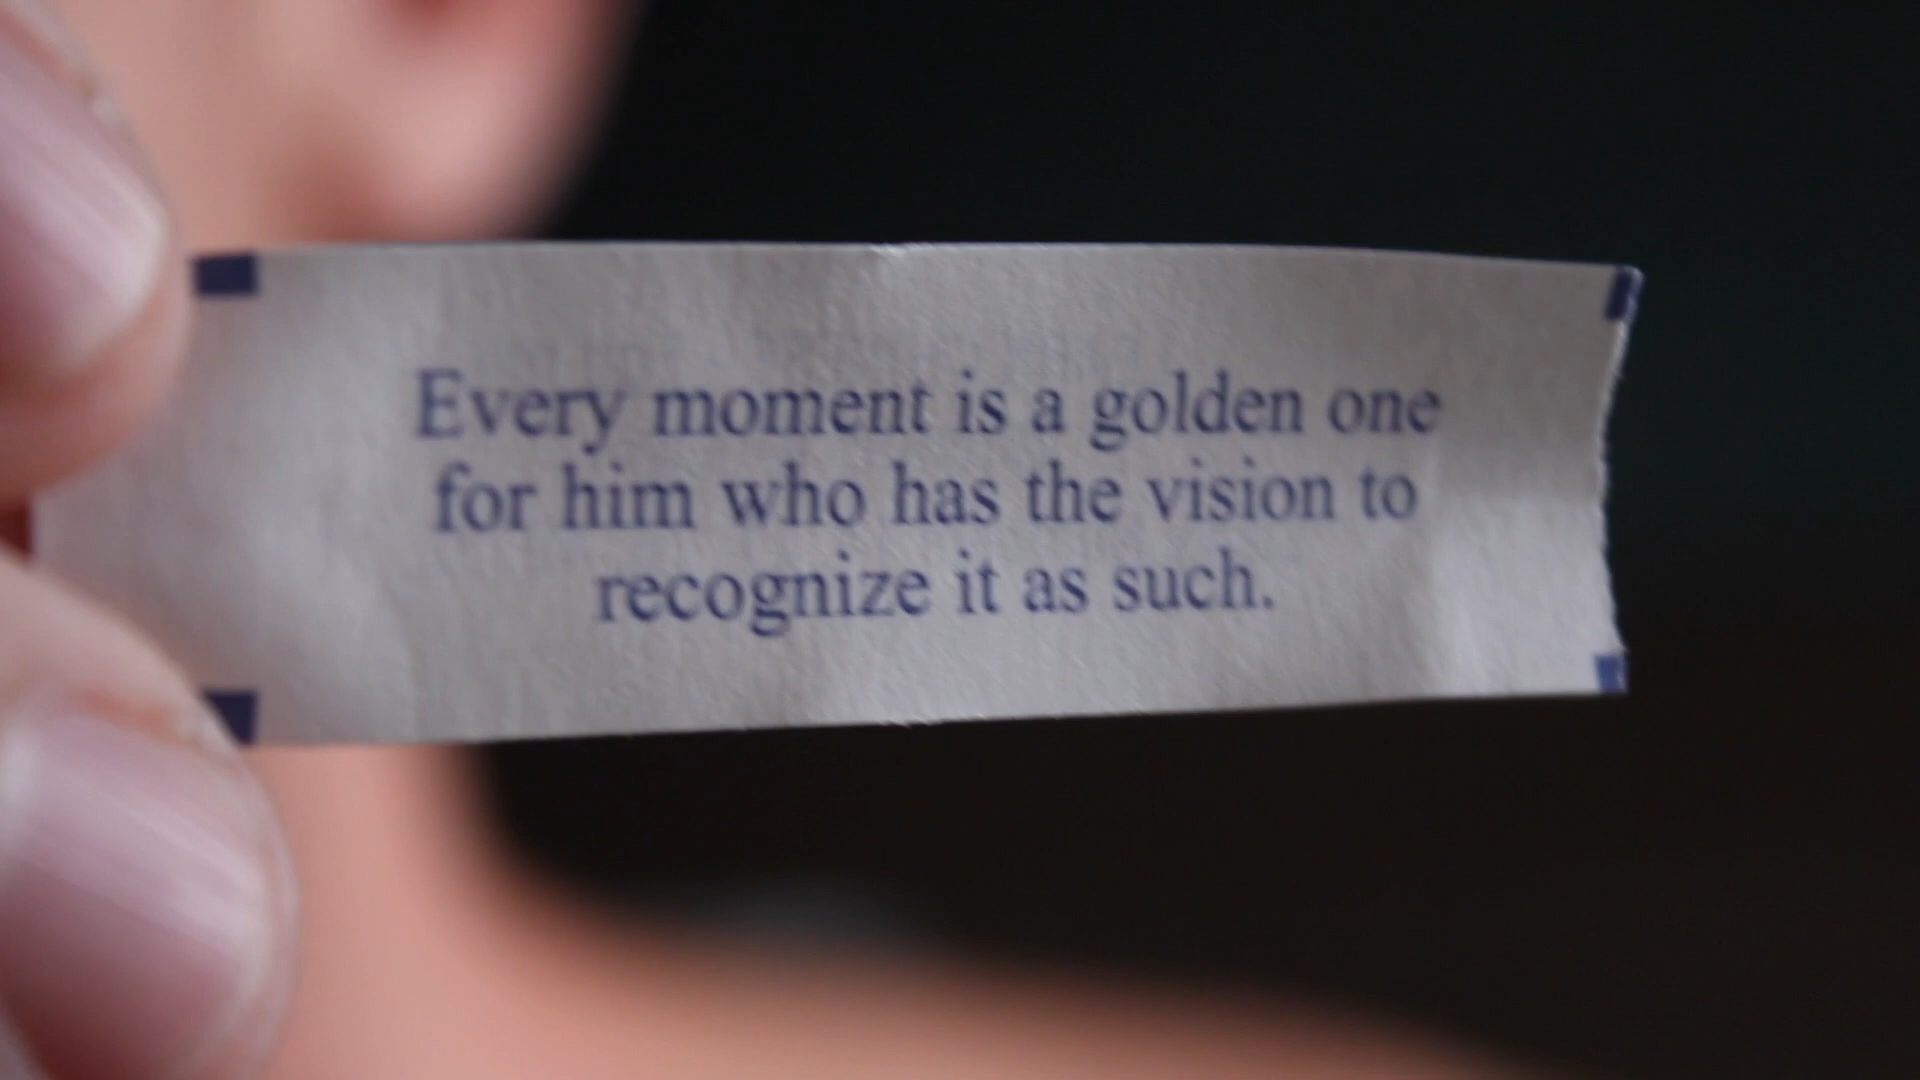 Every moment is a golden one
for him who has the vision to
recognize it as such.